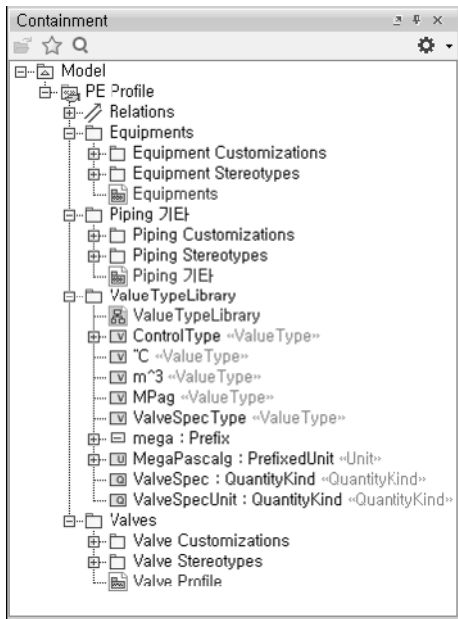 Containment
Model
PE Profile
Relations
Equipments
Equipment Customizations
Equipment Stereotypes
Equipments
Piping 기타
Piping Customizations
Piping Stereotypes
Piping 기타
ValueTypeLibrary
ValueTypeLibrary
ControlType «ValueType»
℃ «ValueType»
m^3 «ValueType»
MPag «ValueType»
ValveSpecType «ValueType»
mega : Prefix
MegaPascalg : PrefixedUnit «Unit»
ValveSpec : QuantityKind «QuantityKind»
ValveSpecUnit : QuantityKind «QuantityKind»
Valves
Valve Customizations
Valve Stereotypes
Valve Profile